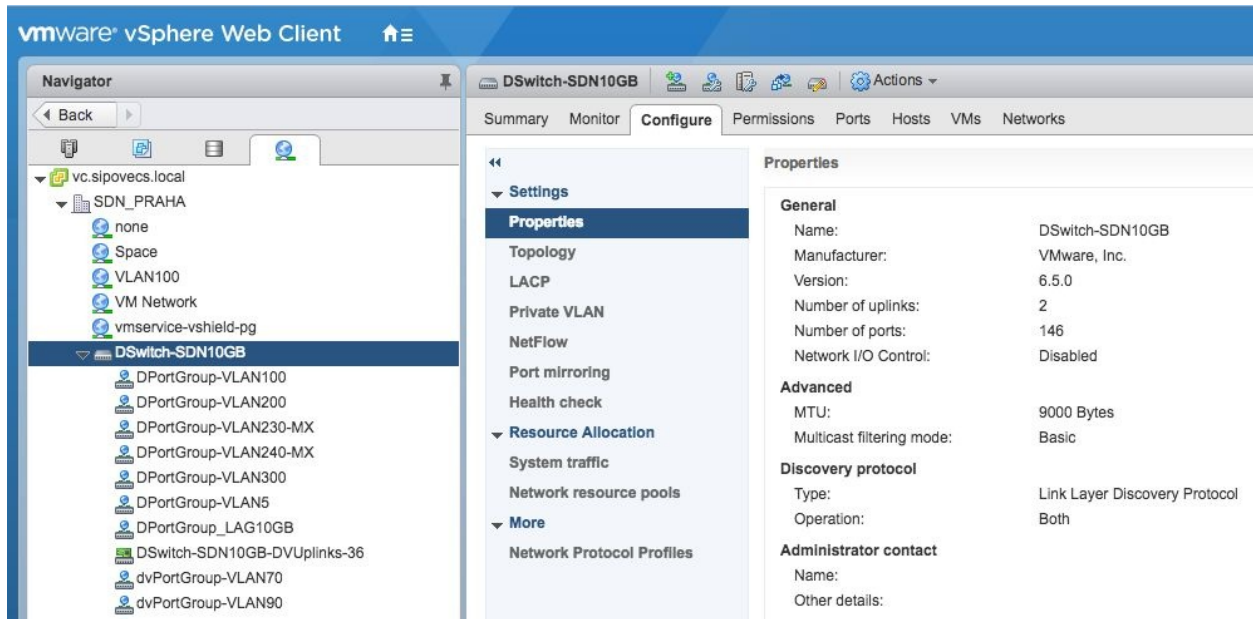 vmware® vSphere Web Client
Navigator
Back
vc.sipovecs.local
SDN_PRAHA
none
Space
VLAN100
VM Network
vmservice-vshield-pg
DSwitch-SDN10GB
DPortGroup-VLAN100
DPortGroup-VLAN200
DPortGroup-VLAN230-MX
DPortGroup-VLAN240-MX
DPortGroup-VLAN300
DPortGroup-VLAN5
DPortGroup_LAG10GB
DSwitch-SDN10GB-DVUplinks-36
dvPortGroup-VLAN70
dvPortGroup-VLAN90
DSwitch-SDN10GB Actions
Summary Monitor Configure Permissions Ports Hosts VMs Networks
Settings
Properties
Topology
LACP
Private VLAN
NetFlow
Port mirroring
Health check
Resource Allocation
System traffic
Network resource pools
More
Network Protocol Profiles
Properties
General
Name: DSwitch-SDN10GB
Manufacturer: VMware, Inc.
Version: 6.5.0
Number of uplinks: 2
Number of ports: 146
Network I/O Control: Disabled
Advanced
MTU: 9000 Bytes
Multicast filtering mode: Basic
Discovery protocol
Type: Link Layer Discovery Protocol
Operation: Both
Administrator contact
Name:
Other details: